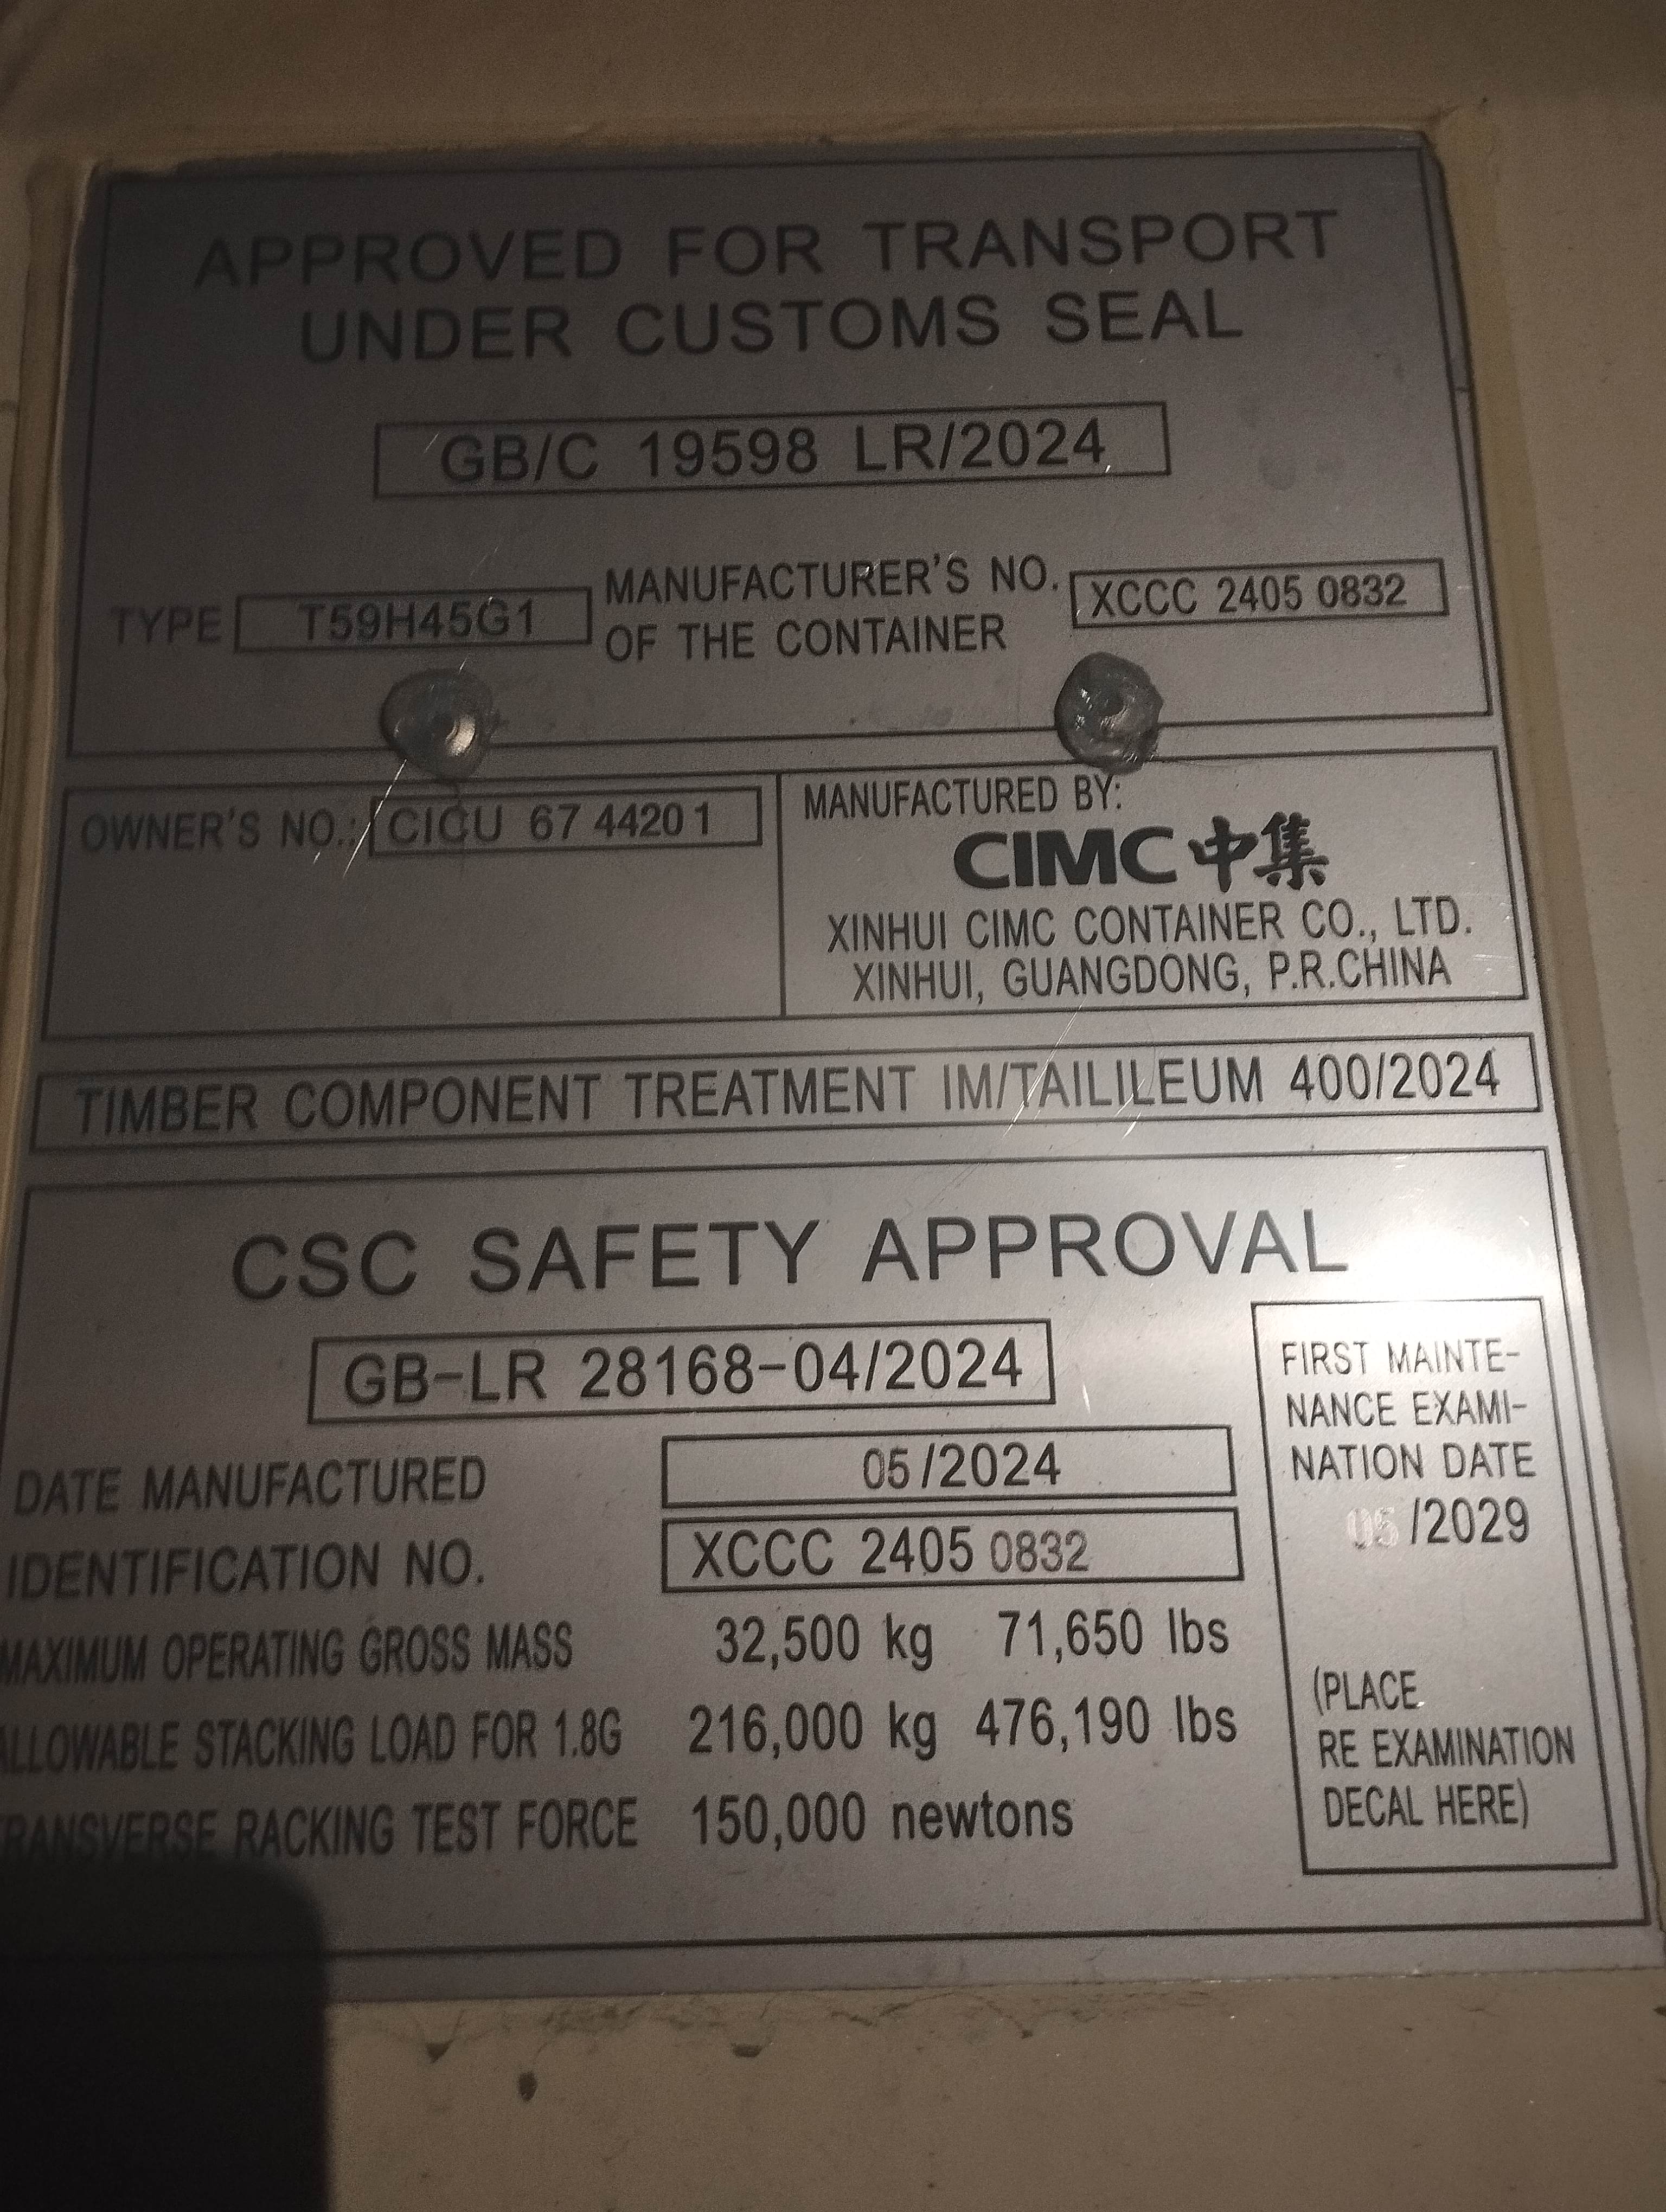 APPROVED FOR TRANSPORT
UNDER CUSTOMS SEAL
GB/C 19598 LR/2024
TYPE T59H45G1
MANUFACTURER'S NO.
OF THE CONTAINER
XCCC 2405 0832
OWNER'S NO.: CICU 67 44201
MANUFACTURED BY:
CIMC 中集
XINHUI CIMC CONTAINER CO., LTD.
XINHUI, GUANGDONG, P.R.CHINA
TIMBER COMPONENT TREATMENT IM/TAILILEUM 400/2024
CSC SAFETY APPROVAL
GB-LR 28168-04/2024
DATE MANUFACTURED 05/2024
IDENTIFICATION NO. XCCC 2405 0832
MAXIMUM OPERATING GROSS MASS 32,500 kg 71,650 lbs
ALLOWABLE STACKING LOAD FOR 1.8G 216,000 kg 476,190 lbs
TRANSVERSE RACKING TEST FORCE 150,000 newtons
FIRST MAINTE-
NANCE EXAMI-
NATION DATE
05/2029
(PLACE
RE EXAMINATION
DECAL HERE)